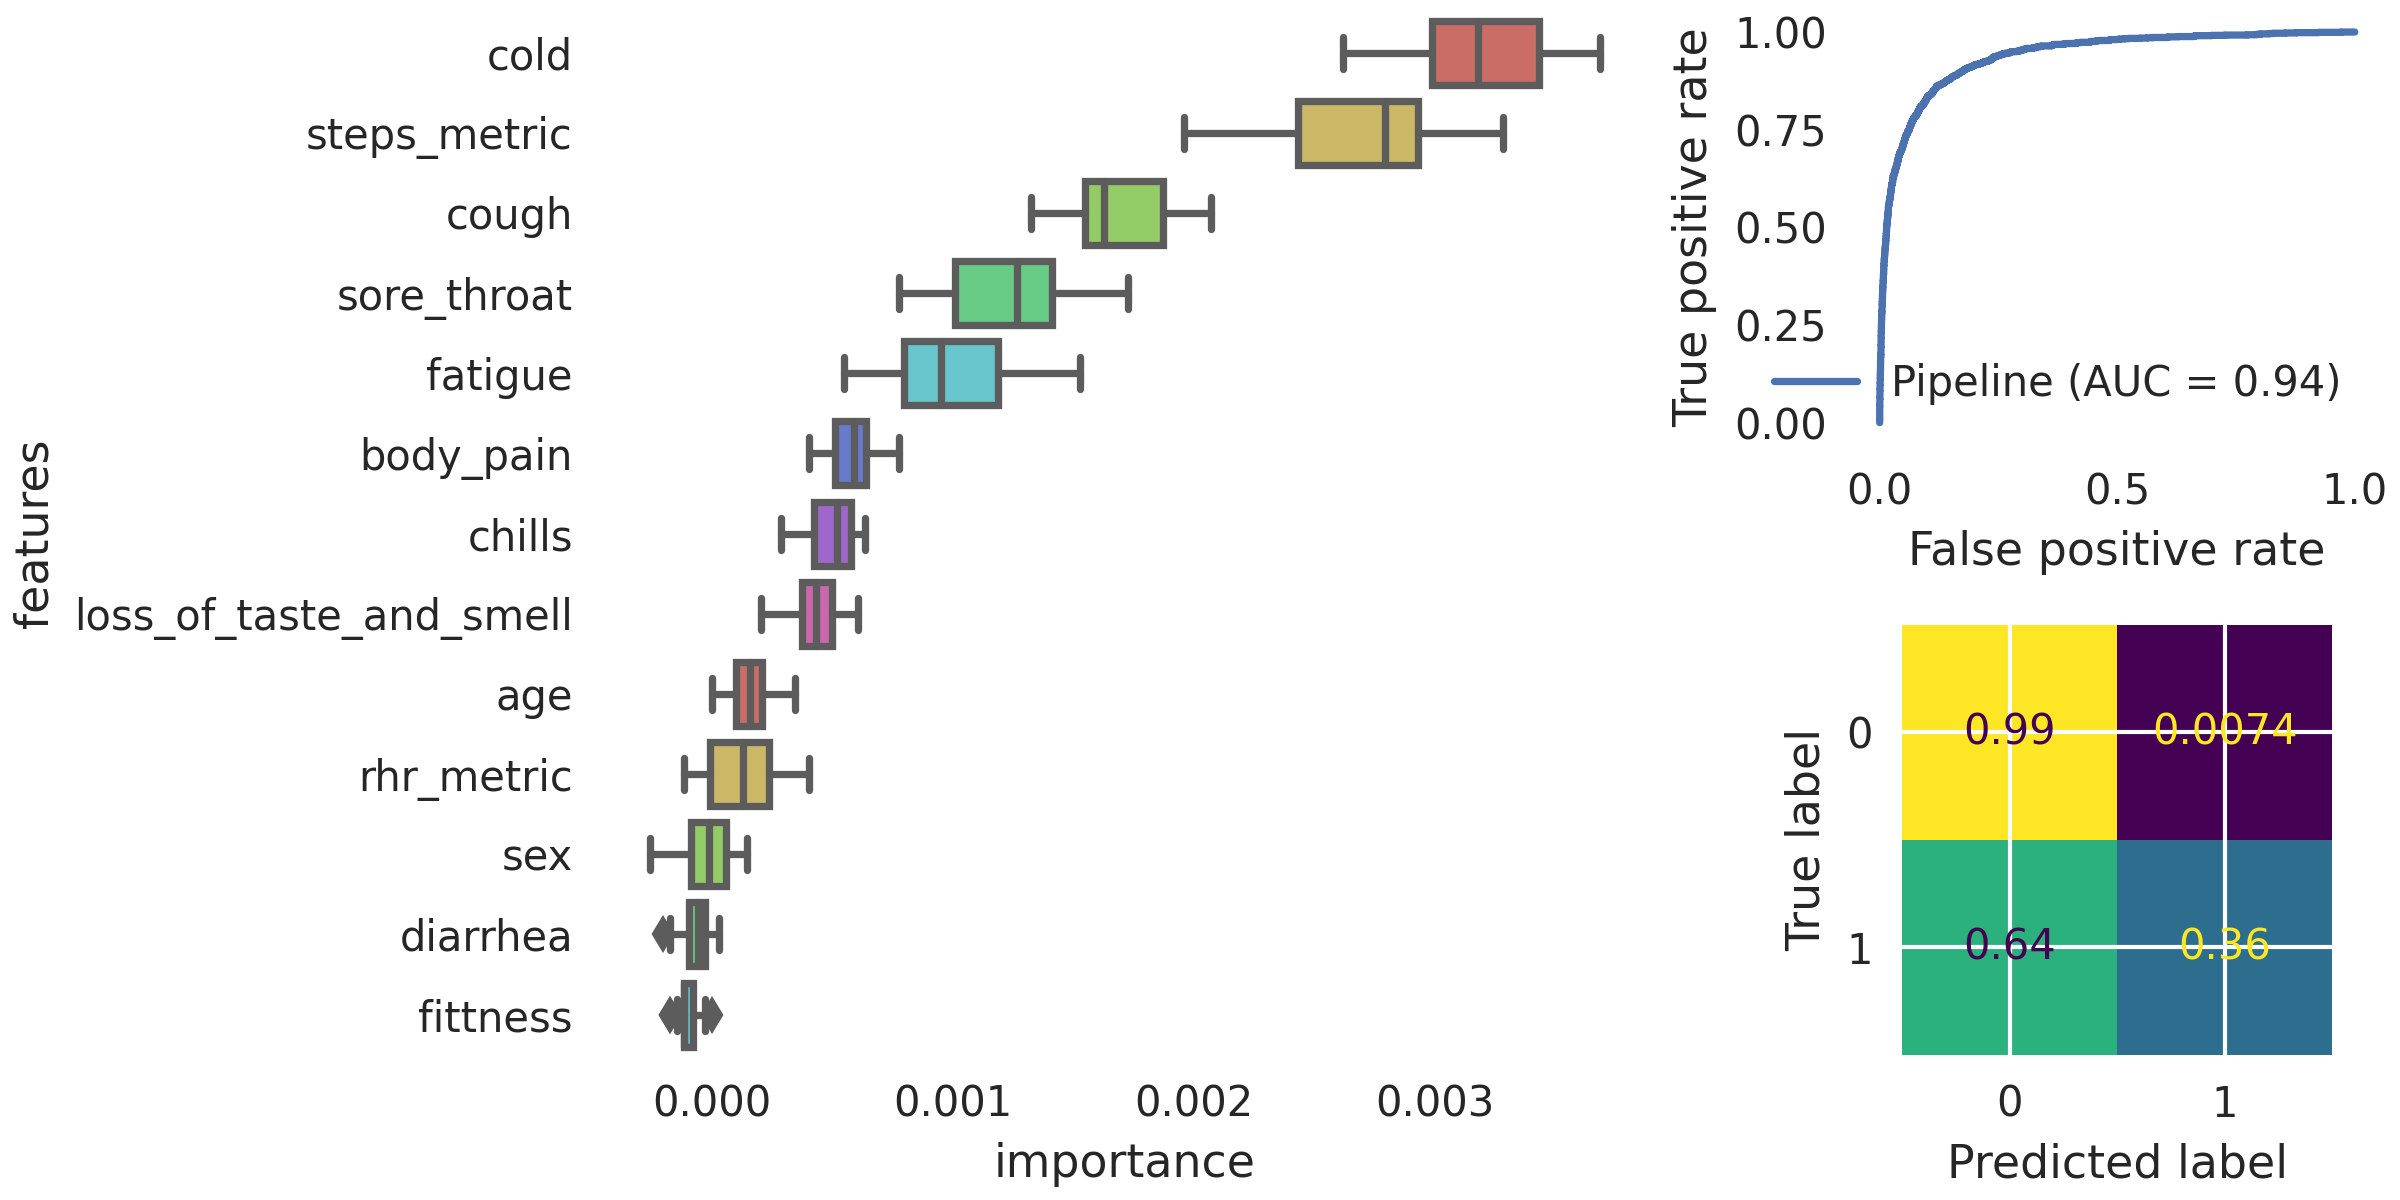 features
cold
steps_metric
cough
sore_throat
fatigue
body_pain
chills
loss_of_taste_and_smell
age
rhr_metric
sex
diarrhea
fittness
0.000 0.001 0.002 0.003
importance
True positive rate
1.00
0.75
0.50
0.25
0.00
Pipeline (AUC = 0.94)
0.0 0.5 1.0
False positive rate
True label
0
0.99 0.0074
1
0.64 0.36
0 1
Predicted label